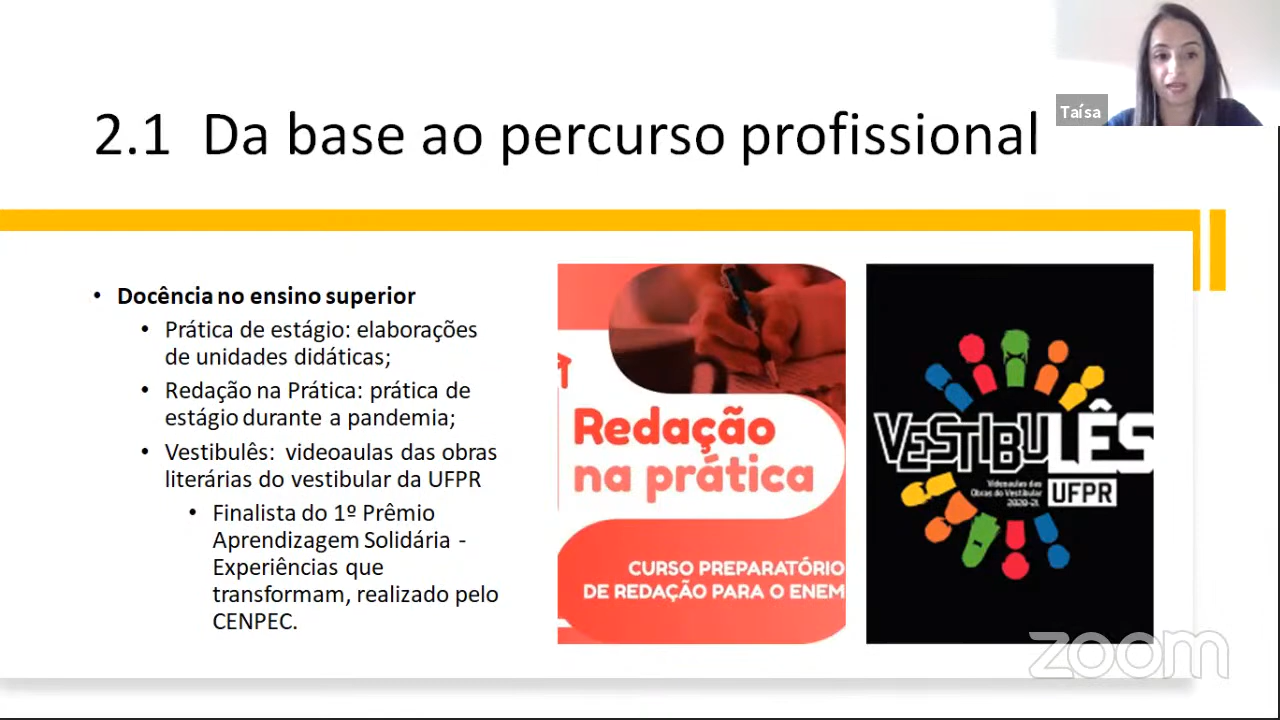 Taísa
2.1 Da base ao percurso profissional
• Docência no ensino superior
• Prática de estágio: elaborações
de unidades didáticas;
• Redação na Prática: prática de
estágio durante a pandemia;
• Vestibulês: videoaulas das obras
literárias do vestibular da UFPR
• Finalista do 1º Prêmio
Aprendizagem Solidária -
Experiências que
transformam, realizado pelo
CENPEC.
Redação
na prática
CURSO PREPARATÓRIO
DE REDAÇÃO PARA O ENEM
VESTIBULÊS
Videoaulas das
Obras do Vestibular
2020-21
UFPR
zoom